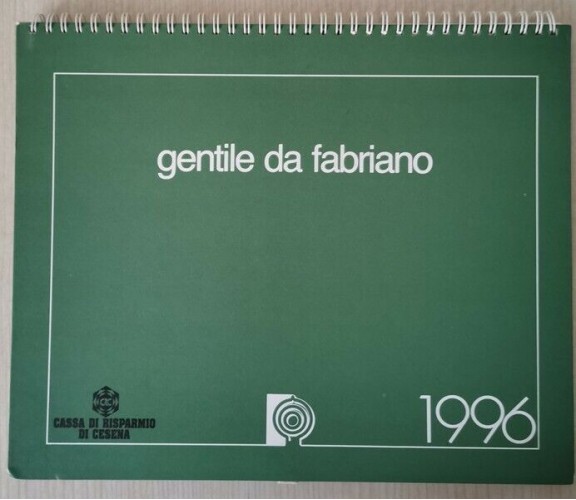 gentile da fabriano
CASSA DI RISPARMIO
DI CESENA
1996